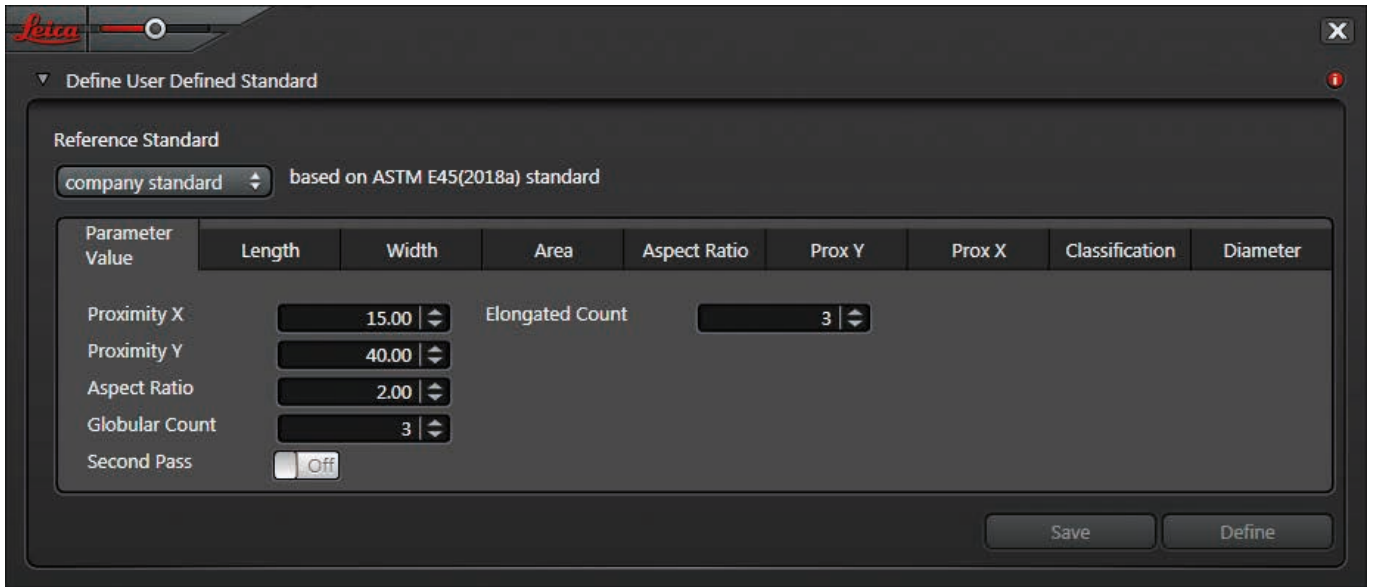 Leica
Define User Defined Standard
Reference Standard
company standard based on ASTM E45(2018a) standard
Parameter
Value
Length Width Area Aspect Ratio Prox Y Prox X Classification Diameter
Proximity X 15.00 Elongated Count 3
Proximity Y 40.00
Aspect Ratio 2.00
Globular Count 3
Second Pass Off
Save Define